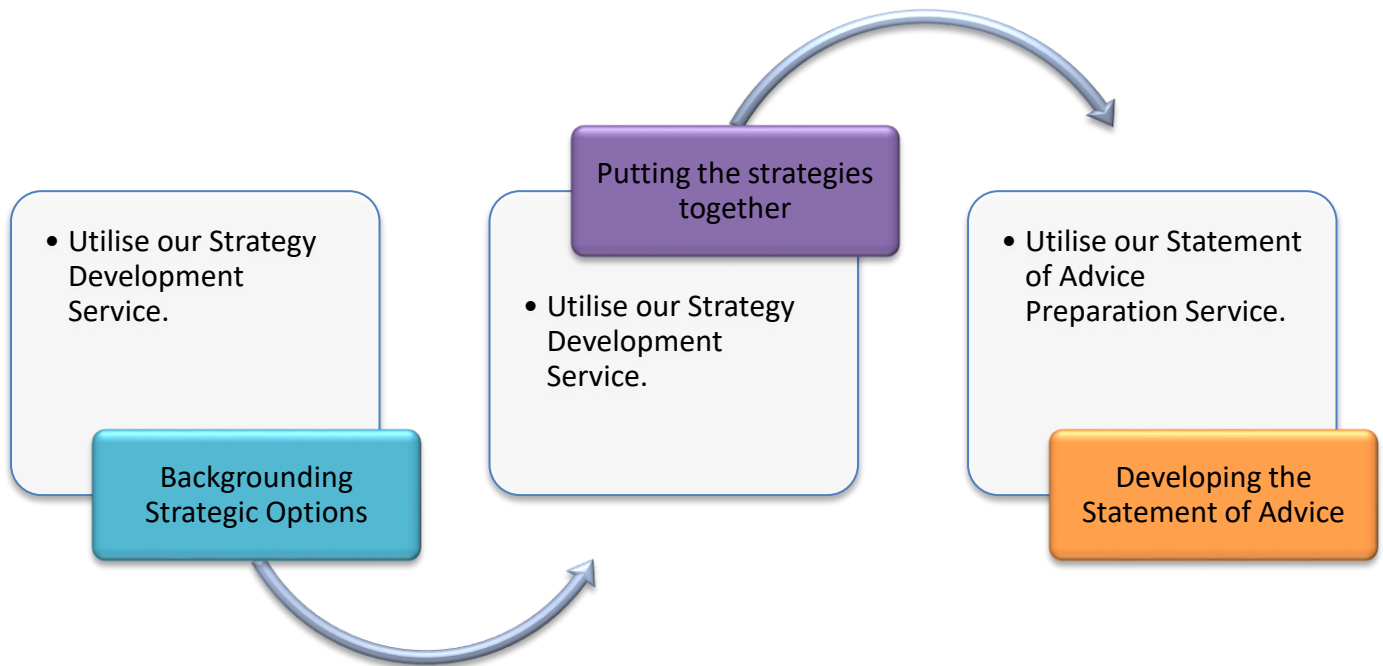 • Utilise our Strategy
Development
Service.
Backgrounding
Strategic Options
Putting the strategies
together
• Utilise our Strategy
Development
Service.
• Utilise our Statement
of Advice
Preparation Service.
Developing the
Statement of Advice